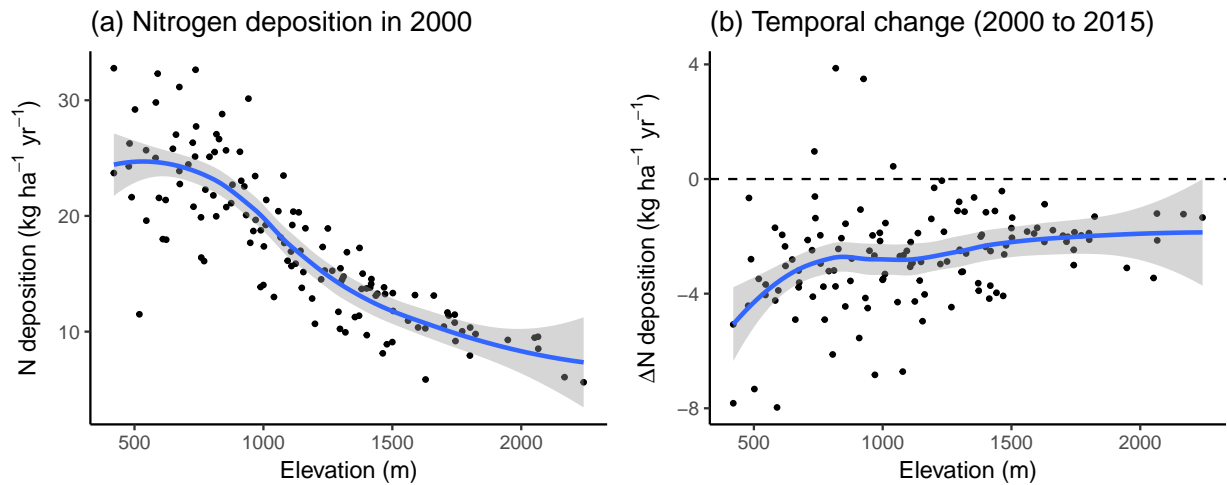 (a) Nitrogen deposition in 2000
N deposition (kg ha⁻¹ yr⁻¹)
30
20
10
500 1000 1500 2000
Elevation (m)
(b) Temporal change (2000 to 2015)
ΔN deposition (kg ha⁻¹ yr⁻¹)
4
0
−4
−8
500 1000 1500 2000
Elevation (m)